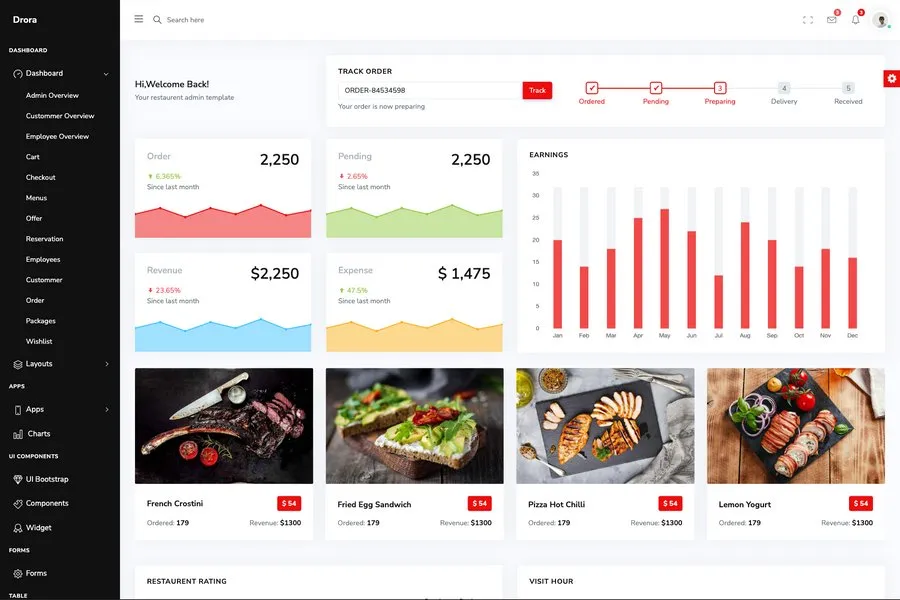 Drora
Search here
3
3
DASHBOARD
Dashboard
Admin Overview
Custommer Overview
Employee Overview
Cart
Checkout
Menus
Offer
Reservation
Employees
Custommer
Order
Packages
Wishlist
Layouts
APPS
Apps
Charts
UI COMPONENTS
UI Bootstrap
Components
Widget
FORMS
Forms
TABLE
Hi,Welcome Back!
Your restaurent admin template
TRACK ORDER
ORDER-84534598
Track
Your order is now preparing
3 4 5
Ordered Pending Preparing Delivery Received
Order 2,250
6.365%
Since last month
Pending 2,250
2.65%
Since last month
Revenue $2,250
23.65%
Since last month
Expense $ 1,475
47.5%
Since last month
EARNINGS
35
30
25
20
15
10
5
0
Jan Feb Mar Apr May Jun Jul Aug Sep Oct Nov Dec
French Crostini $ 54
Ordered: 179 Revenue: $1300
Fried Egg Sandwich $ 54
Ordered: 179 Revenue: $1300
Pizza Hot Chilli $ 54
Ordered: 179 Revenue: $1300
Lemon Yogurt $ 54
Ordered: 179 Revenue: $1300
RESTAURENT RATING
VISIT HOUR